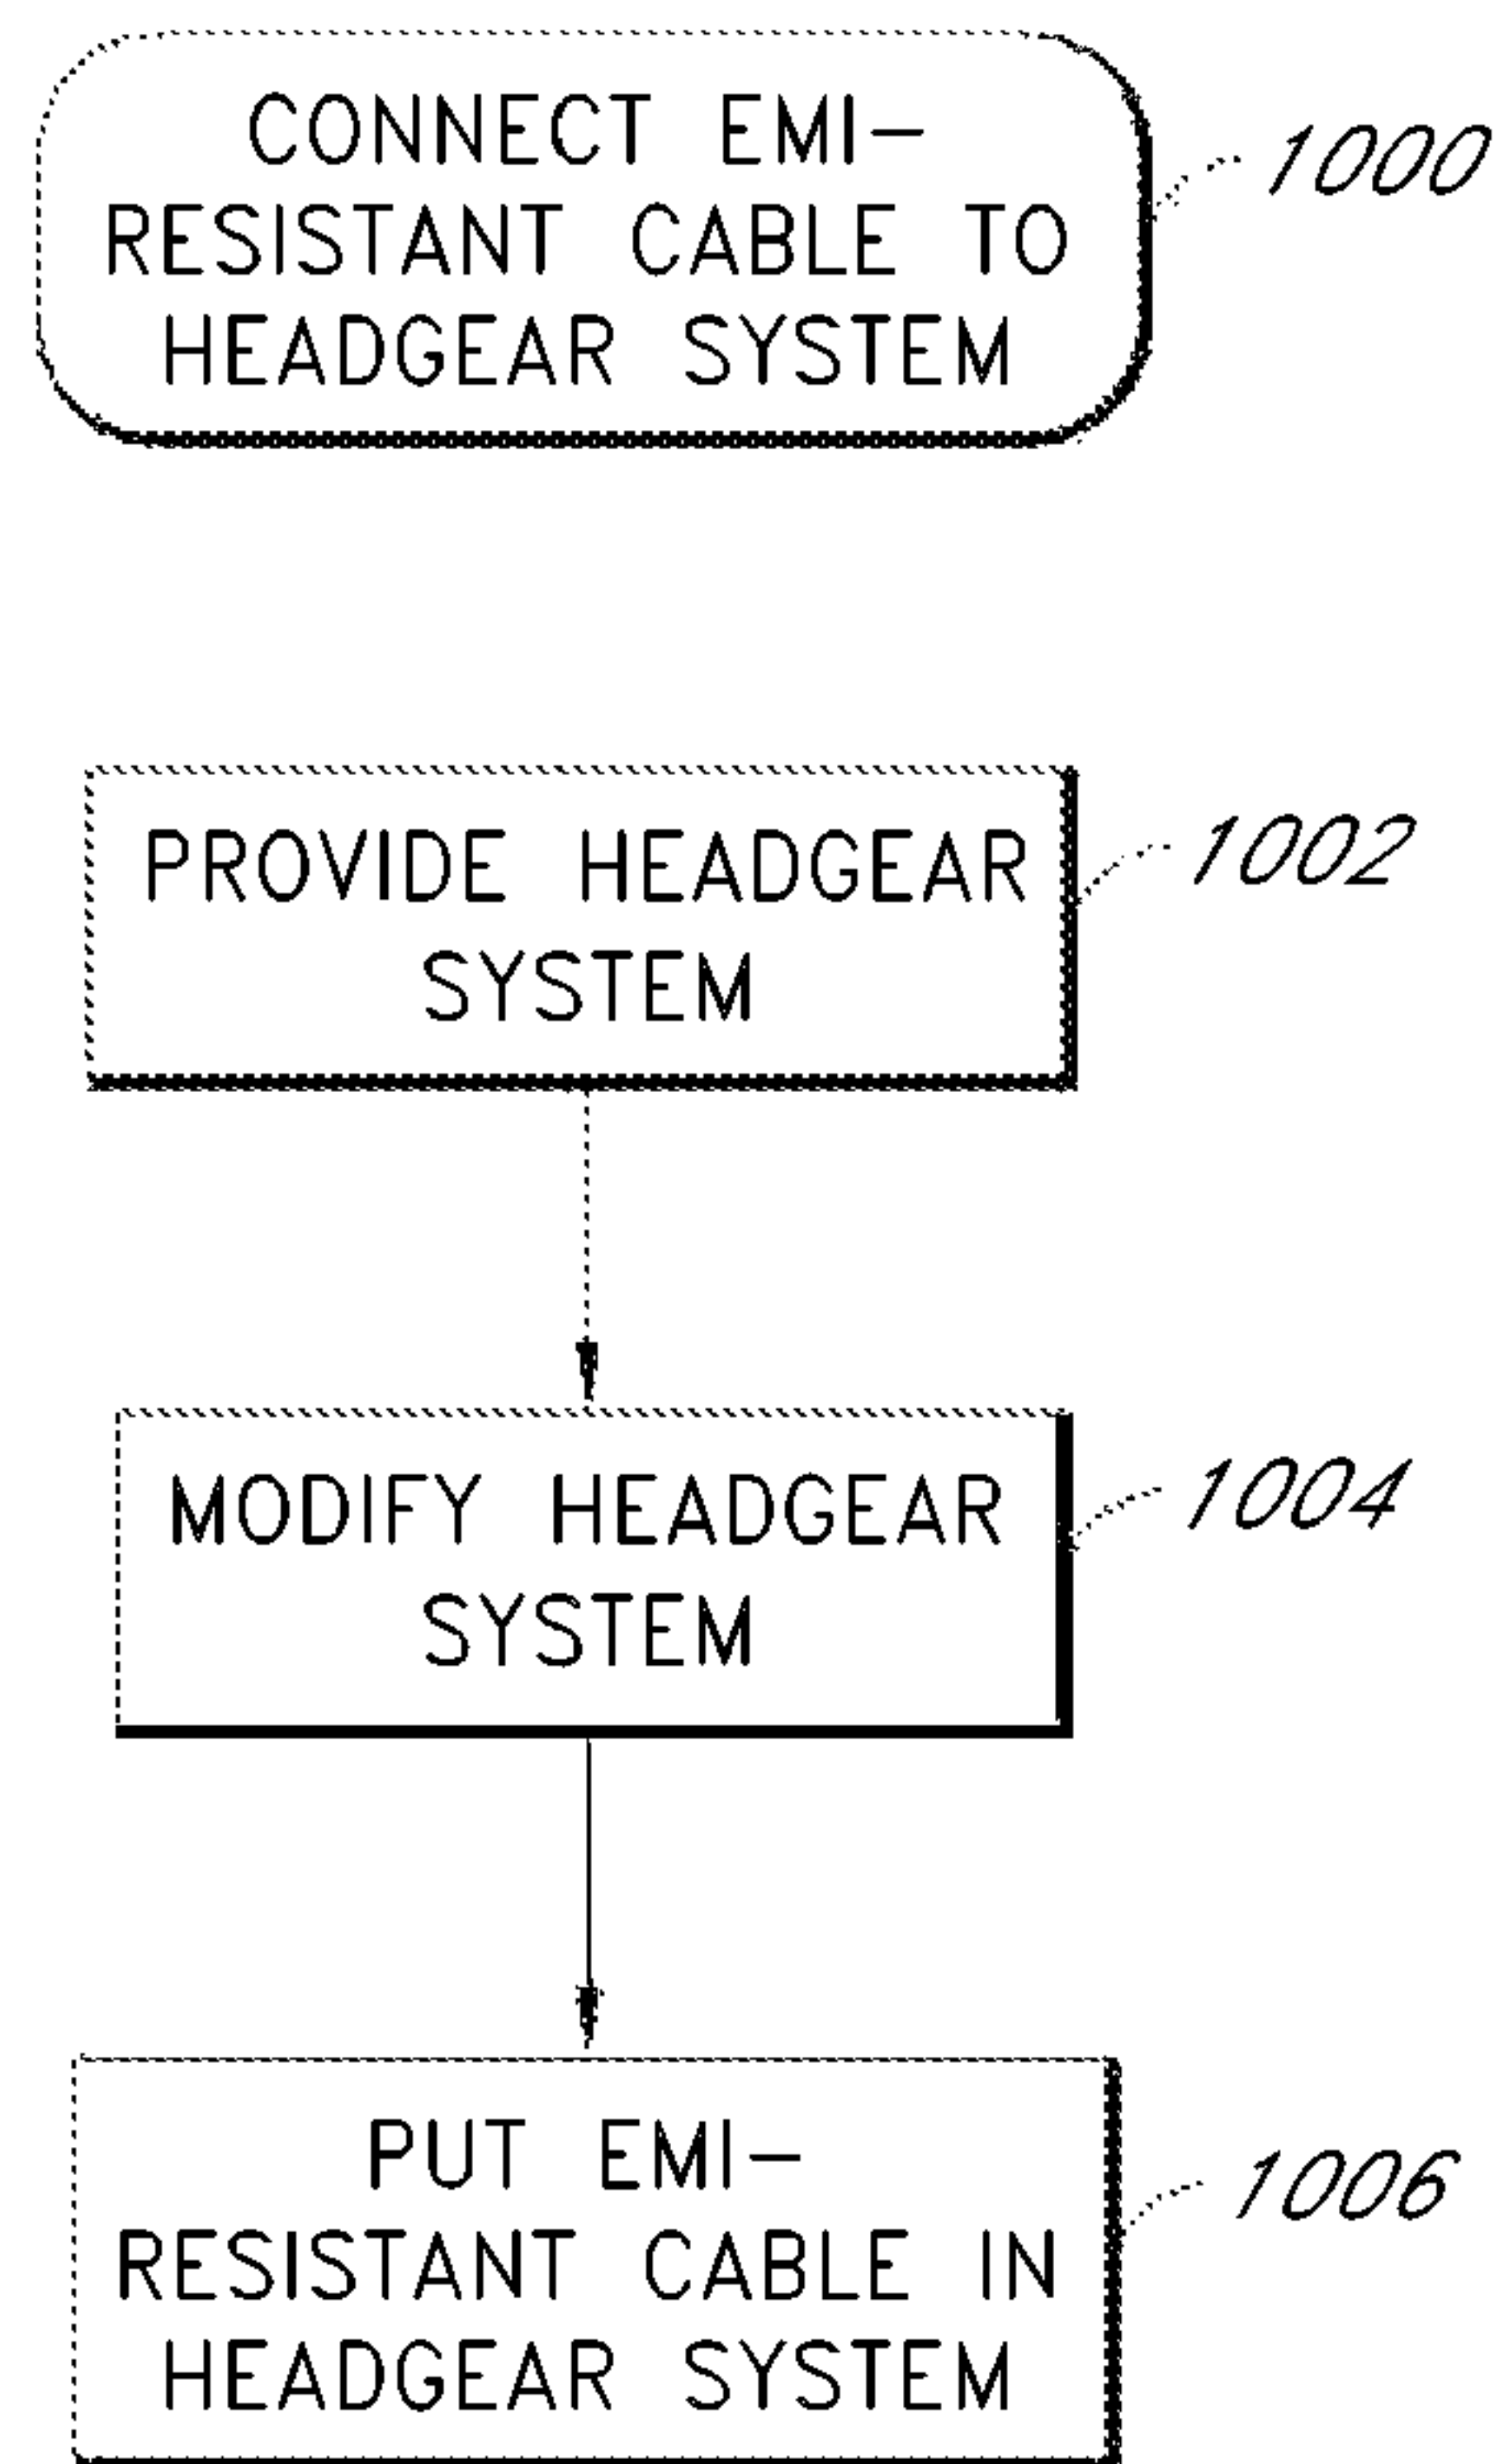 CONNECT EMI-
RESISTANT CABLE TO
HEADGEAR SYSTEM
1000
PROVIDE HEADGEAR
SYSTEM
1002
MODIFY HEADGEAR
SYSTEM
1004
PUT EMI-
RESISTANT CABLE IN
HEADGEAR SYSTEM
1006